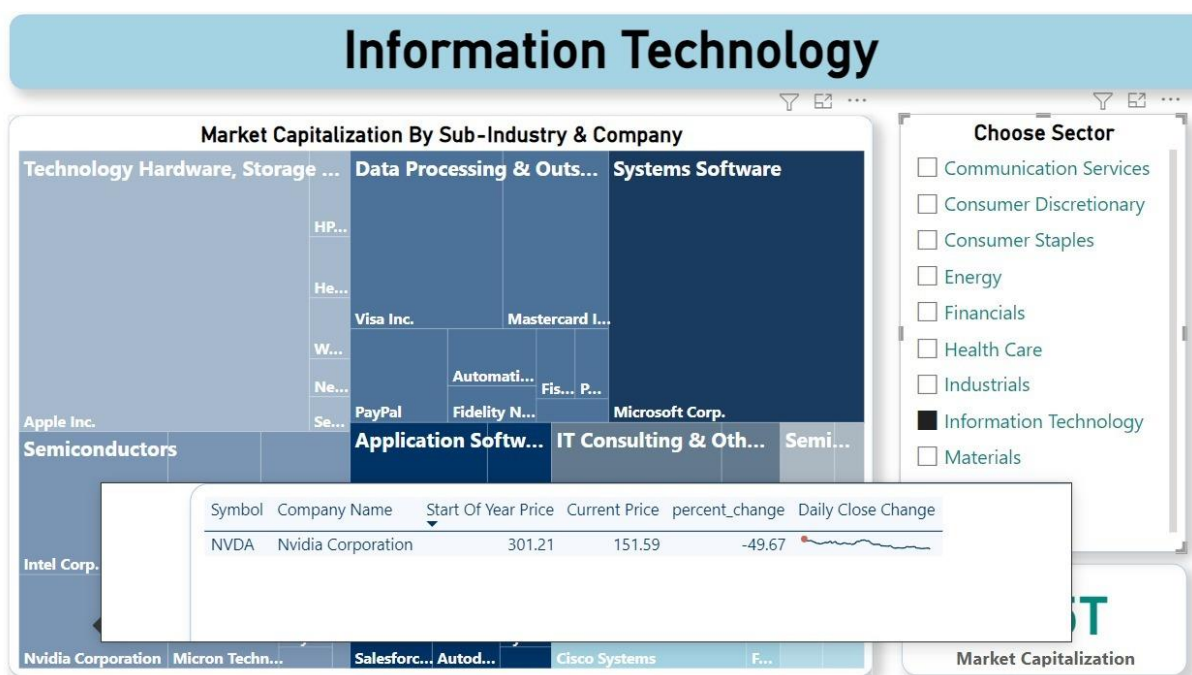 Information Technology
Market Capitalization By Sub-Industry & Company
Technology Hardware, Storage ...
HP...
He...
W...
Ne...
Se...
Apple Inc.
Data Processing & Outs...
Visa Inc.
Mastercard I...
PayPal
Automati...
Fidelity N...
Fis...
P...
Systems Software
Microsoft Corp.
Semiconductors
Intel Corp.
Nvidia Corporation
Micron Techn...
Application Softw...
Salesforc...
Autod...
IT Consulting & Oth...
Semi...
Cisco Systems
F...
Symbol Company Name Start Of Year Price Current Price percent_change Daily Close Change
NVDA Nvidia Corporation 301.21 151.59 -49.67
Choose Sector
Communication Services
Consumer Discretionary
Consumer Staples
Energy
Financials
Health Care
Industrials
Information Technology
Materials
Market Capitalization